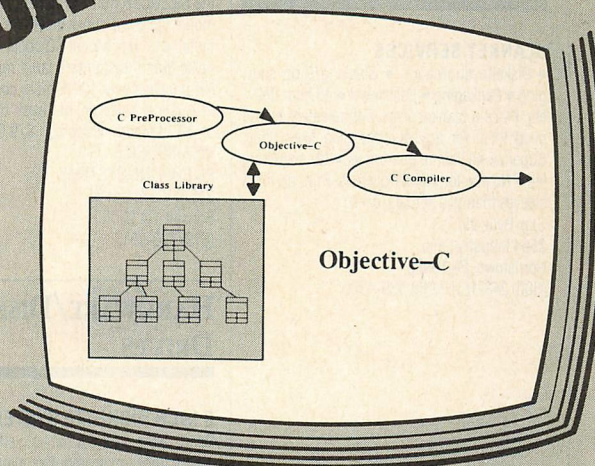 C PreProcessor
Objective–C
C Compiler
Class Library
Objective–C